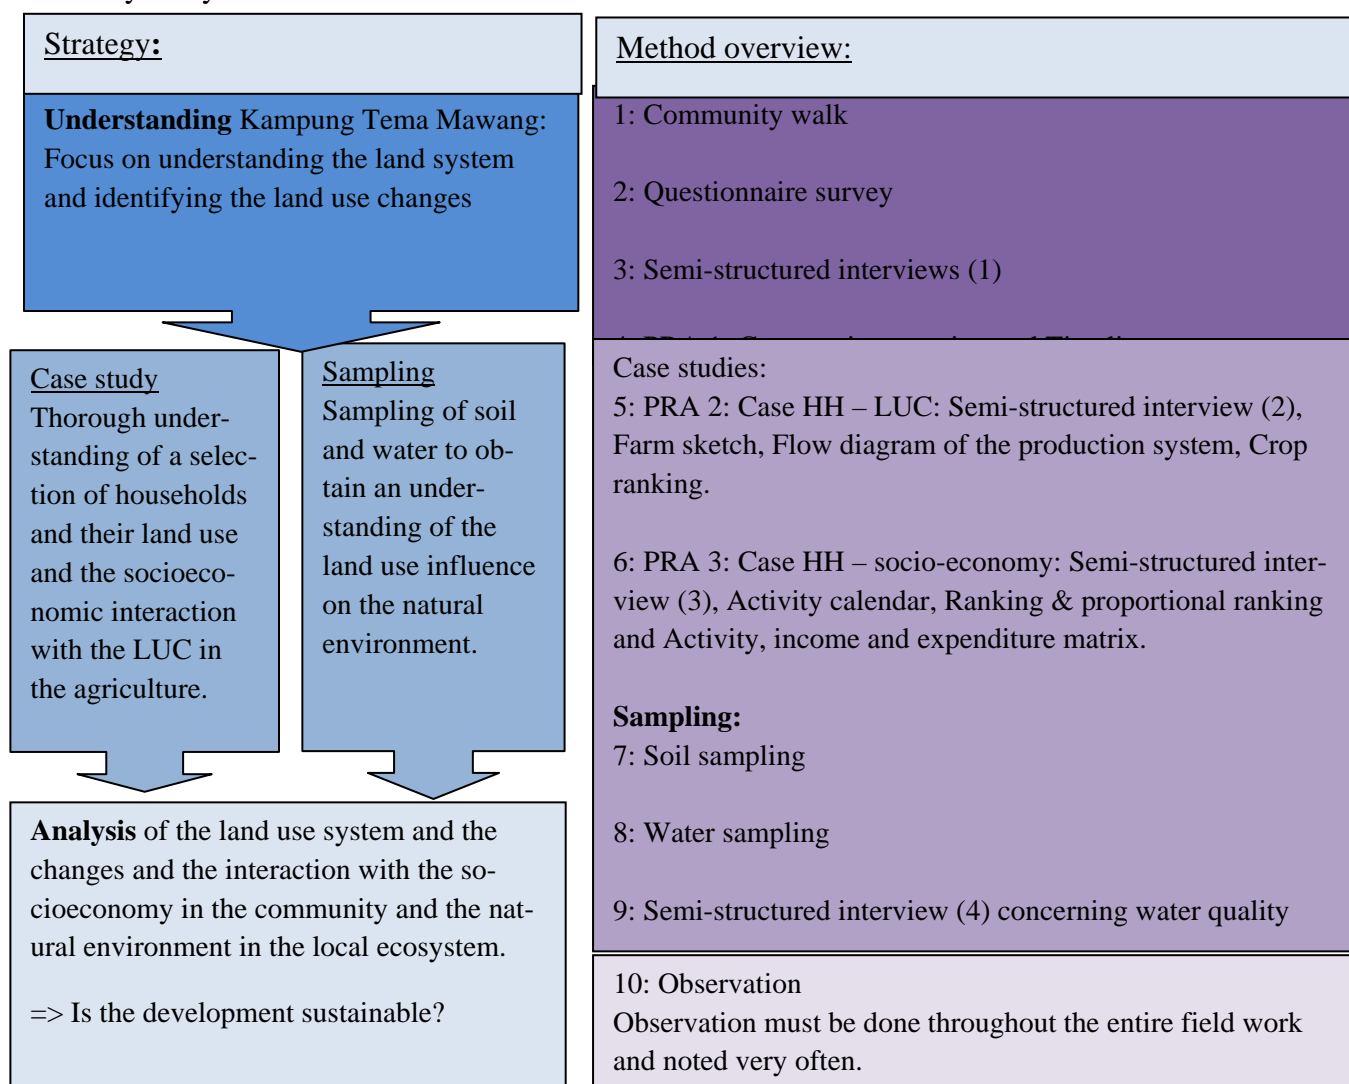 Strategy:
Understanding Kampung Tema Mawang:
Focus on understanding the land system
and identifying the land use changes
Case study
Thorough under-
standing of a selec-
tion of households
and their land use
and the socioeco-
nomic interaction
with the LUC in
the agriculture.
Sampling
Sampling of soil
and water to ob-
tain an under-
standing of the
land use influence
on the natural
environment.
Analysis of the land use system and the
changes and the interaction with the so-
cioeconomy in the community and the nat-
ural environment in the local ecosystem.
=> Is the development sustainable?
Method overview:
1: Community walk
2: Questionnaire survey
3: Semi-structured interviews (1)
Case studies:
5: PRA 2: Case HH – LUC: Semi-structured interview (2),
Farm sketch, Flow diagram of the production system, Crop
ranking.
6: PRA 3: Case HH – socio-economy: Semi-structured inter-
view (3), Activity calendar, Ranking & proportional ranking
and Activity, income and expenditure matrix.
Sampling:
7: Soil sampling
8: Water sampling
9: Semi-structured interview (4) concerning water quality
10: Observation
Observation must be done throughout the entire field work
and noted very often.